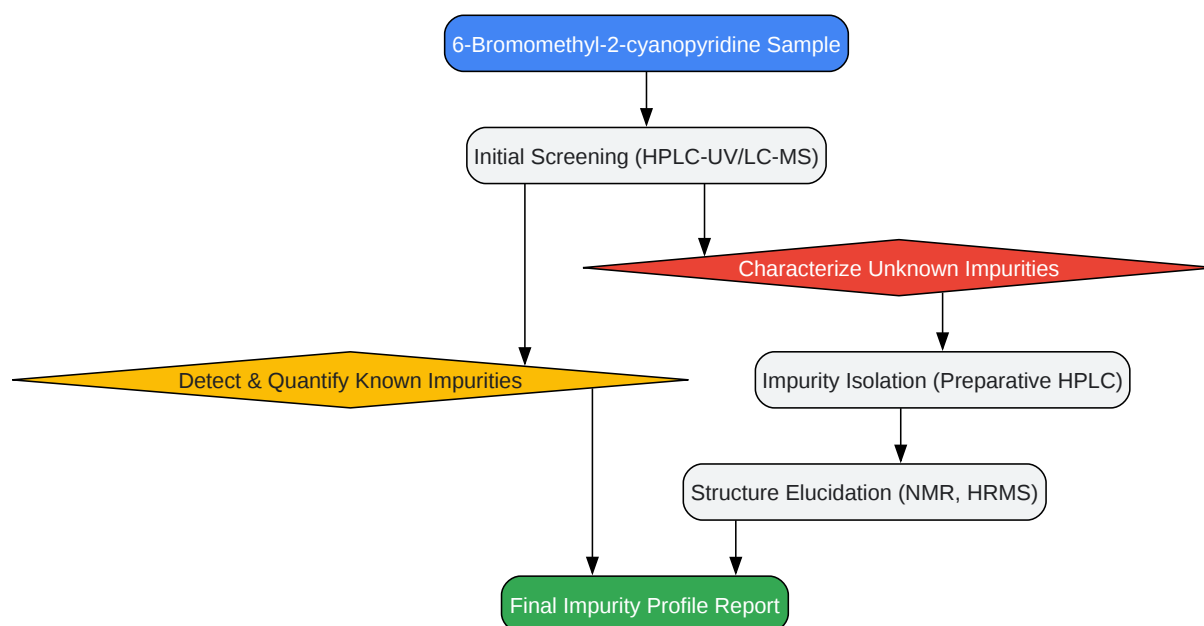 6-Bromomethyl-2-cyanopyridine Sample
Initial Screening (HPLC-UV/LC-MS)
Characterize Unknown Impurities
Detect & Quantify Known Impurities
Impurity Isolation (Preparative HPLC)
Structure Elucidation (NMR, HRMS)
Final Impurity Profile Report